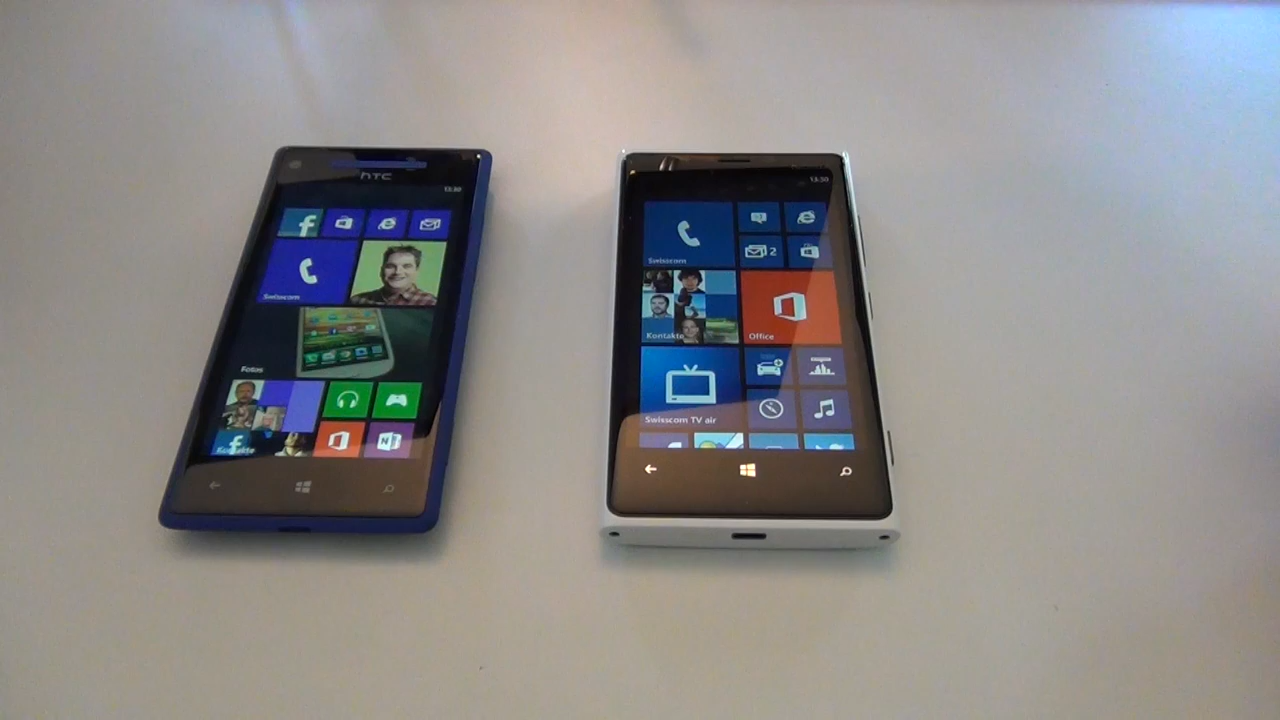 hTC
13:30
Swisscom
Fotos
Kontakte
13:30
Swisscom
2
Kontakte
Office
Swisscom TV air